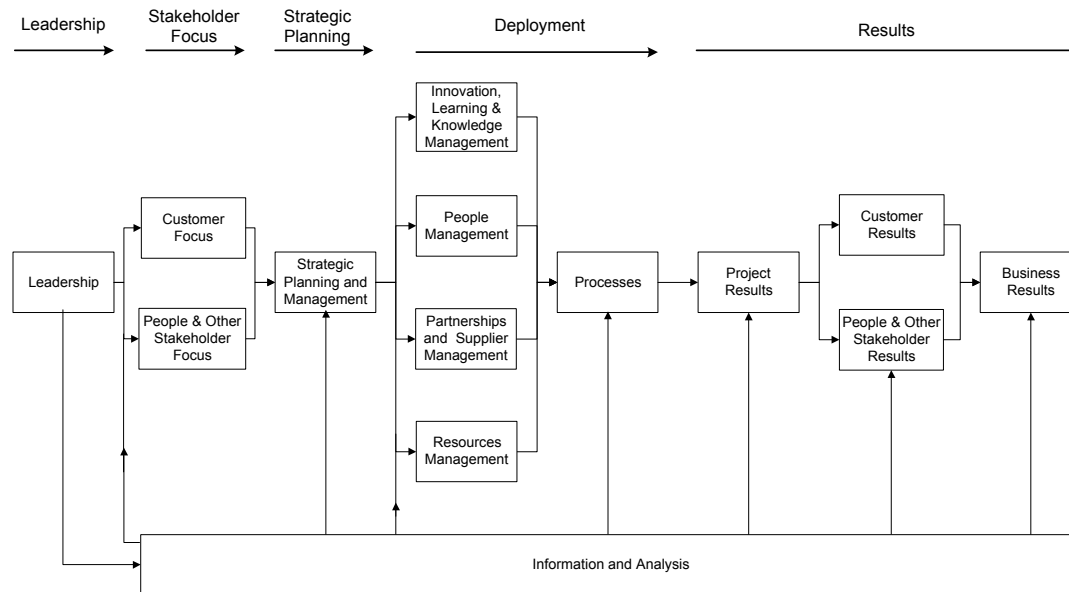 Leadership
Stakeholder
Focus
Strategic
Planning
Deployment
Results
Innovation,
Learning &
Knowledge
Management
Customer
Focus
People
Management
Customer
Results
Leadership
Strategic
Planning and
Management
Processes
Project
Results
Business
Results
People & Other
Stakeholder
Focus
Partnerships
and Supplier
Management
People & Other
Stakeholder
Results
Resources
Management
Information and Analysis